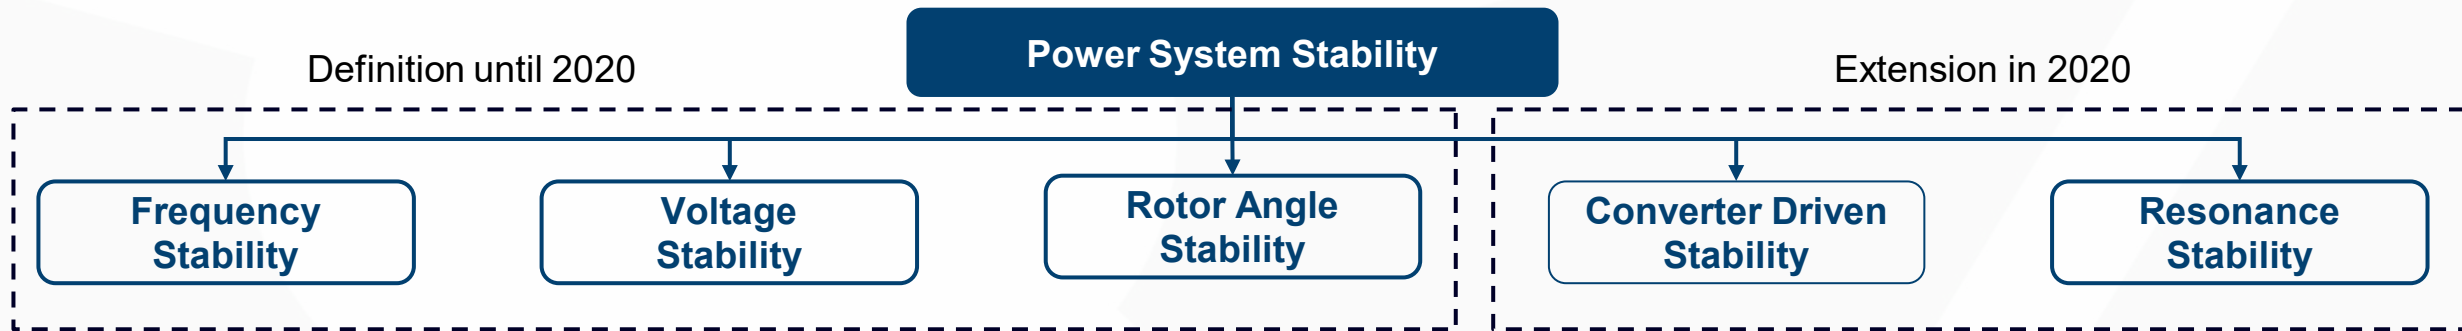 Power System Stability
Definition until 2020
Extension in 2020
Frequency
Stability
Voltage
Stability
Rotor Angle
Stability
Converter Driven
Stability
Resonance
Stability